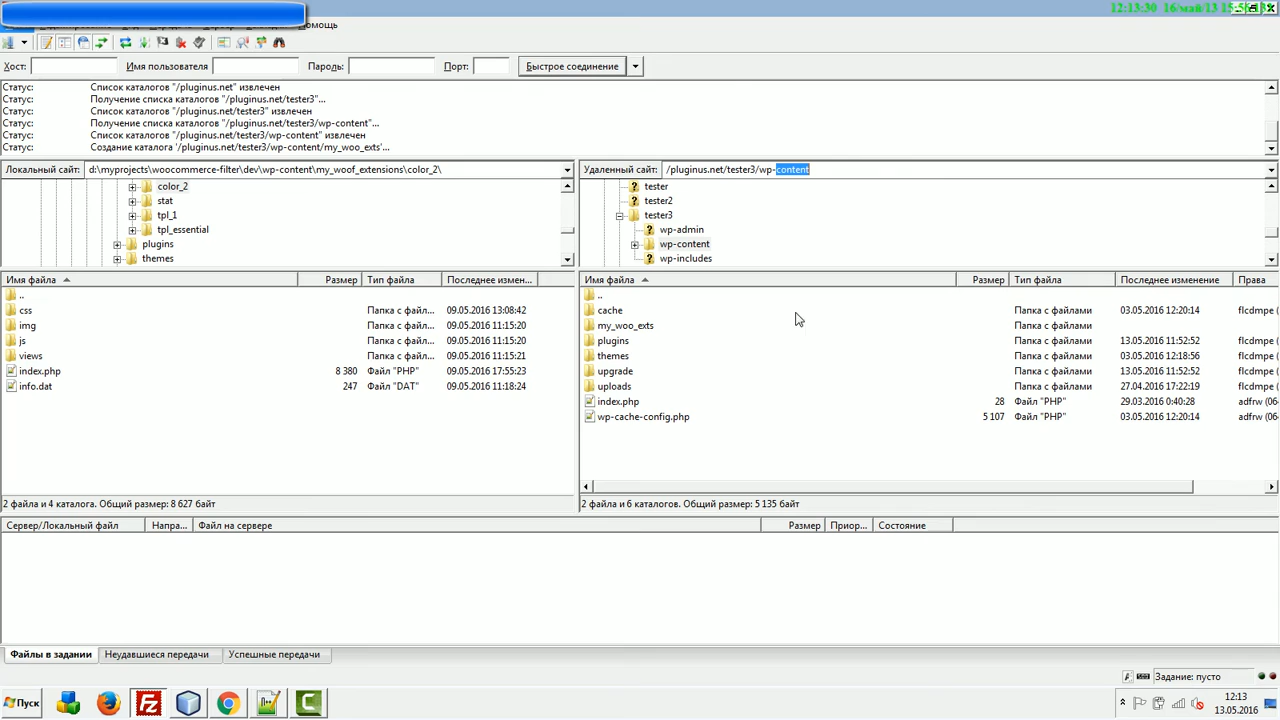 12:13:30 16/май/13
Помощь
Хост: Имя пользователя Пароль: Порт: Быстрое соединение
Статус: Список каталогов "/pluginus.net" извлечен
Статус: Получение списка каталогов "/pluginus.net/tester3"...
Статус: Список каталогов "/pluginus.net/tester3" извлечен
Статус: Получение списка каталогов "/pluginus.net/tester3/wp-content"...
Статус: Список каталогов "/pluginus.net/tester3/wp-content" извлечен
Статус: Создание каталога '/pluginus.net/tester3/wp-content/my_woo_exts'...
Локальный сайт: d:\myprojects\woocommerce-filter\dev\wp-content\my_woof_extensions\color_2\
color_2
stat
tpl_1
tpl_essential
plugins
themes
Удаленный сайт: /pluginus.net/tester3/wp-content
tester
tester2
tester3
wp-admin
wp-content
wp-includes
Имя файла Размер Тип файла Последнее измен...
..
css Папка с файл... 09.05.2016 13:08:42
img Папка с файл... 09.05.2016 11:15:20
js Папка с файл... 09.05.2016 11:15:20
views Папка с файл... 09.05.2016 11:15:21
index.php 8 380 Файл "PHP" 09.05.2016 17:55:23
info.dat 247 Файл "DAT" 09.05.2016 11:18:24
2 файла и 4 каталога. Общий размер: 8 627 байт
Имя файла Размер Тип файла Последнее изменение Права
..
cache Папка с файлами 03.05.2016 12:20:14 flcdmpe (
my_woo_exts Папка с файлами
plugins Папка с файлами 13.05.2016 11:52:52 flcdmpe (
themes Папка с файлами 03.05.2016 12:18:56 flcdmpe (
upgrade Папка с файлами 13.05.2016 11:52:52 flcdmpe (
uploads Папка с файлами 27.04.2016 17:22:19 flcdmpe (
index.php 28 Файл "PHP" 29.03.2016 0:40:28 adfrw (06
wp-cache-config.php 5 107 Файл "PHP" 03.05.2016 12:20:14 adfrw (06
2 файла и 6 каталогов. Общий размер: 5 135 байт
Сервер/Локальный файл Напра... Файл на сервере Размер Приор... Состояние
Файлы в задании Неудавшиеся передачи Успешные передачи
Задание: пусто
Пуск
12:13
13.05.2016